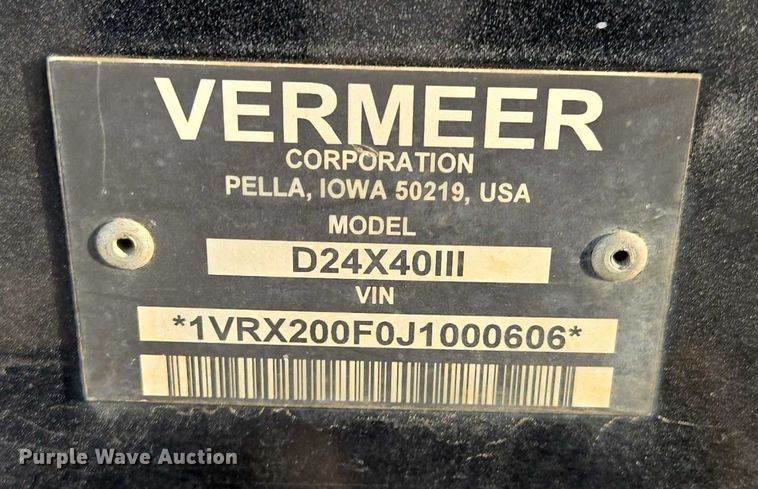 VERMEER
CORPORATION
PELLA, IOWA 50219, USA
MODEL
D24X40III
VIN
*1VRX200F0J1000606*
Purple Wave Auction